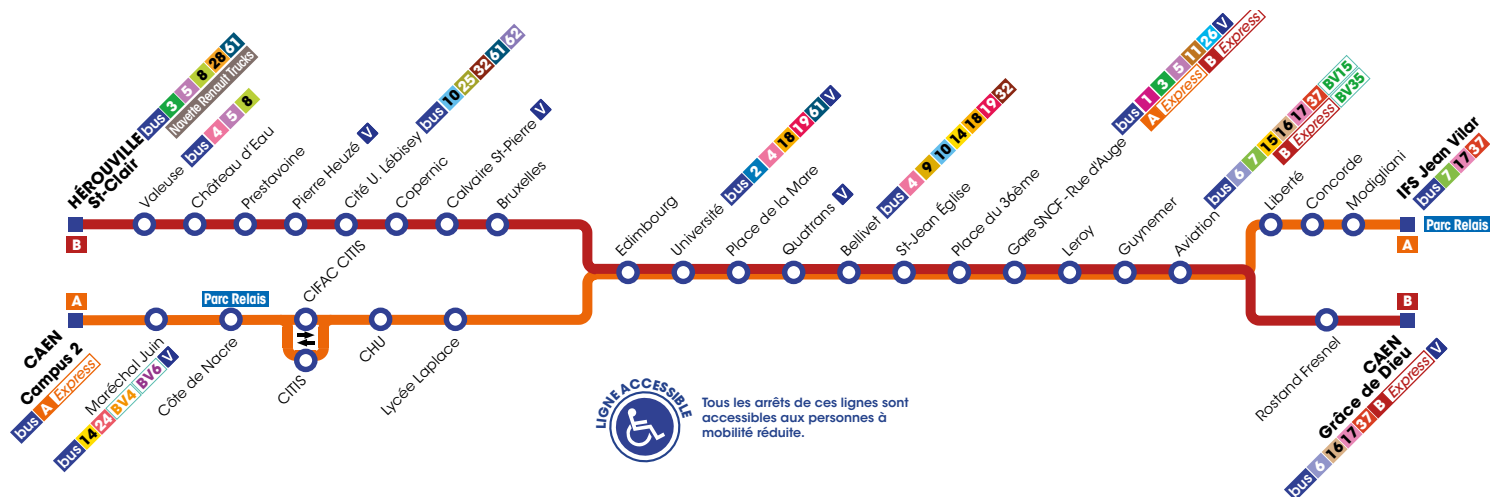 HÉROUVILLE
St-Clair
bus 3 5 8 28 61
Navette Renault Trucks
Valeuse
bus 4 5 8
Château d'Eau
Prestavoine
Pierre Heuzé V
Cité U. Lébisey
bus 10 25 32 61 62
Copernic
Calvaire St-Pierre V
Bruxelles
B
Edimbourg
Université
bus 2 4 18 19 61 V
Place de la Mare
Quatrans V
Bellivet
bus 4 9 10 14 18 19 32
St-Jean Église
Place du 36ème
Gare SNCF - Rue d'Auge
bus 1 3 5 11 26 V
A Express B Express
Leroy
Guynemer
Aviation
bus 6 7 15 16 17 37 BV15
B Express BV35
Liberté
Concorde
Modigliani
IFS Jean Vilar
bus 7 17 37
Parc Relais
A
A
CAEN
Campus 2
bus A Express
Maréchal Juin
bus 14 24 BV4 BV6 V
Parc Relais
Côte de Nacre
CIFAC CITIS
CITIS
CHU
Lycée Laplace
B
Rostand Fresnel
CAEN
Grâce de Dieu
bus 6 16 17 37 B Express V
LIGNE ACCESSIBLE
Tous les arrêts de ces lignes sont
accessibles aux personnes à
mobilité réduite.